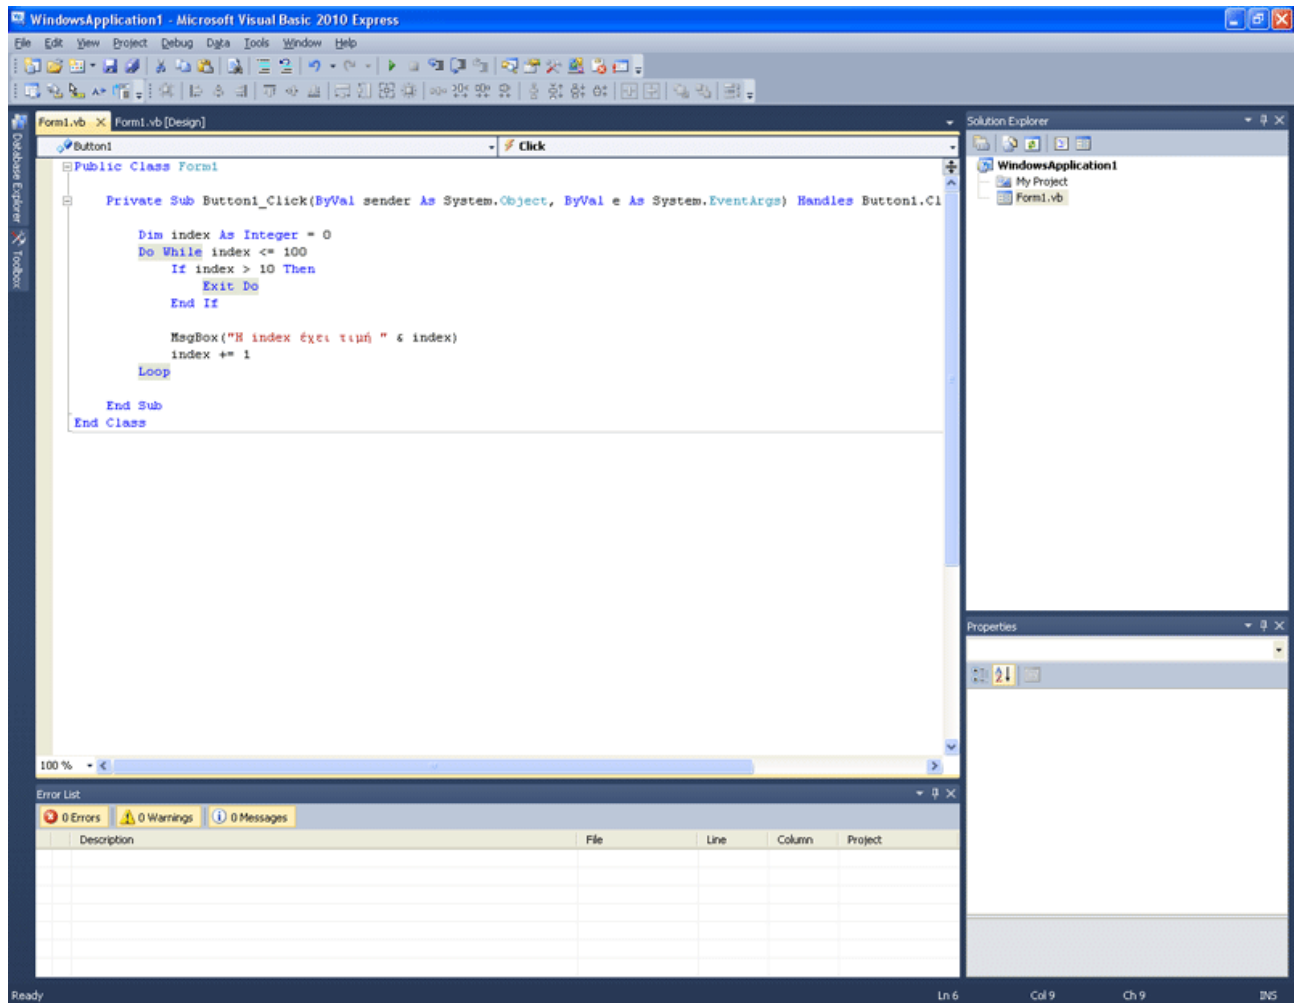 WindowsApplication1 - Microsoft Visual Basic 2010 Express
File Edit View Project Debug Data Tools Window Help
Form1.vb Form1.vb [Design]
Button1 Click
Public Class Form1
Private Sub Button1_Click(ByVal sender As System.Object, ByVal e As System.EventArgs) Handles Button1.Cl
Dim index As Integer = 0
Do While index <= 100
If index > 10 Then
Exit Do
End If
MsgBox("Η index έχει τιμή " & index)
index += 1
Loop
End Sub
End Class
100 %
Database Explorer
Toolbox
Solution Explorer
WindowsApplication1
My Project
Form1.vb
Properties
Error List
0 Errors 0 Warnings 0 Messages
Description File Line Column Project
Ready Ln 6 Col 9 Ch 9 INS